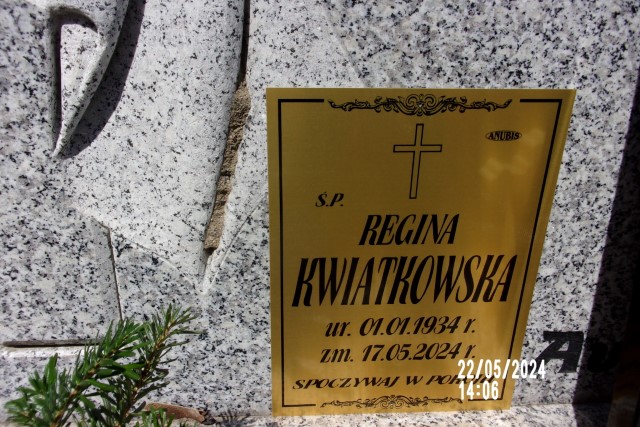 ANUBIS
Ś.P.
REGINA
KWIATKOWSKA
ur. 01.01.1934 r.
zm. 17.05.2024 r.
SPOCZYWAJ W
22/05/2024
14:06